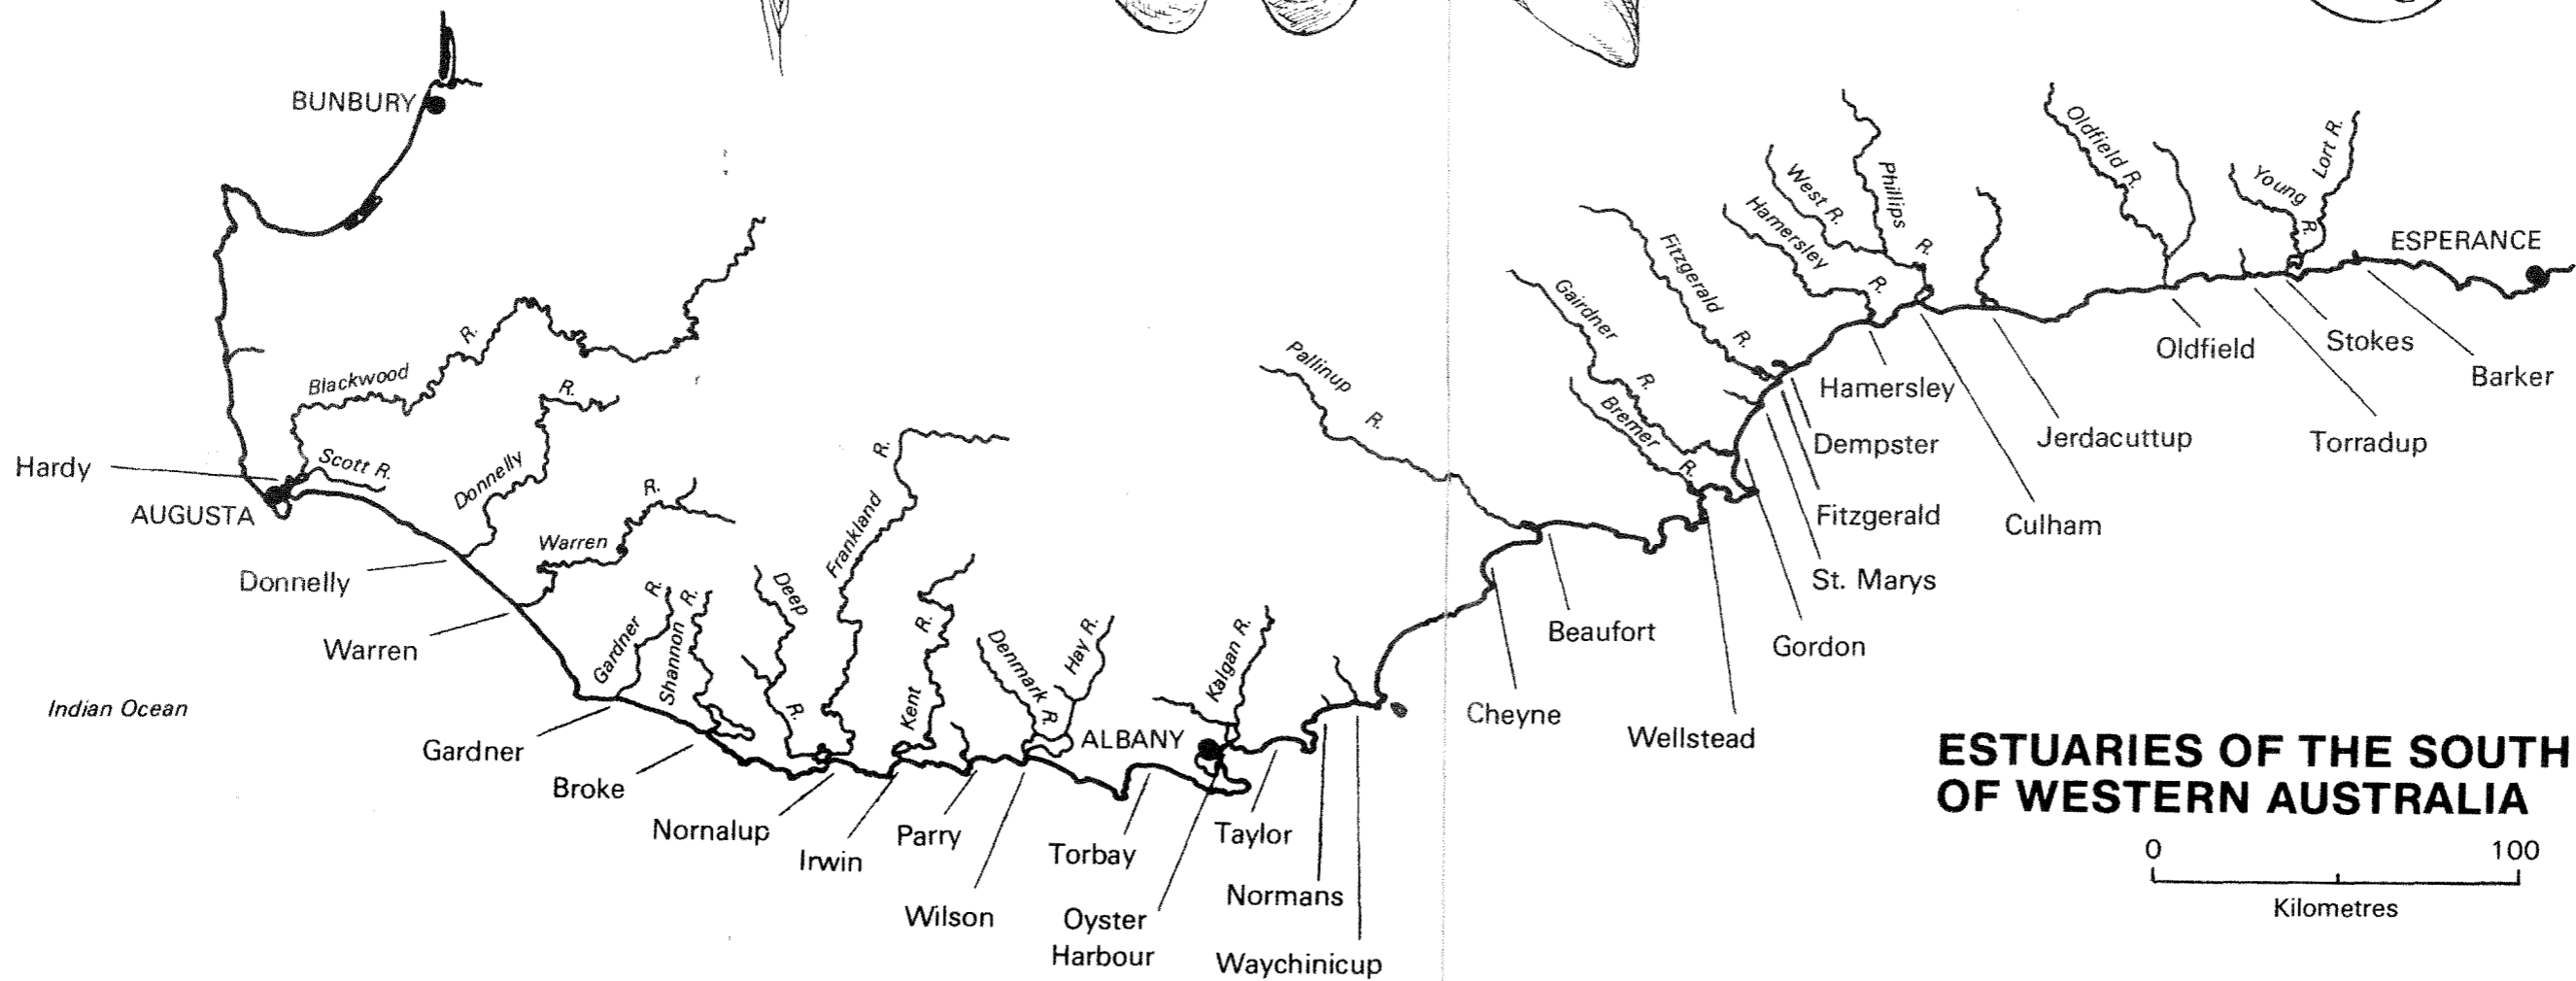 BUNBURY
Blackwood R.
Scott R.
Hardy
AUGUSTA
Donnelly R.
Donnelly
Warren R.
Warren
Gardner R.
Shannon R.
Deep R.
Frankland R.
Kent R.
Denmark R.
Hay R.
Kalgan R.
ALBANY
Indian Ocean
Gardner
Broke
Nornalup
Irwin
Parry
Wilson
Torbay
Oyster
Harbour
Taylor
Normans
Waychinicup
Pallinup R.
Gairdner R.
Bremer R.
Fitzgerald R.
Hamersley R.
West R.
Phillips R.
Oldfield R.
Young R.
Lort R.
ESPERANCE
Cheyne
Beaufort
Wellstead
Gordon
St. Marys
Fitzgerald
Dempster
Hamersley
Culham
Jerdacuttup
Oldfield
Torradup
Stokes
Barker
ESTUARIES OF THE SOUTH
OF WESTERN AUSTRALIA
0 100
Kilometres